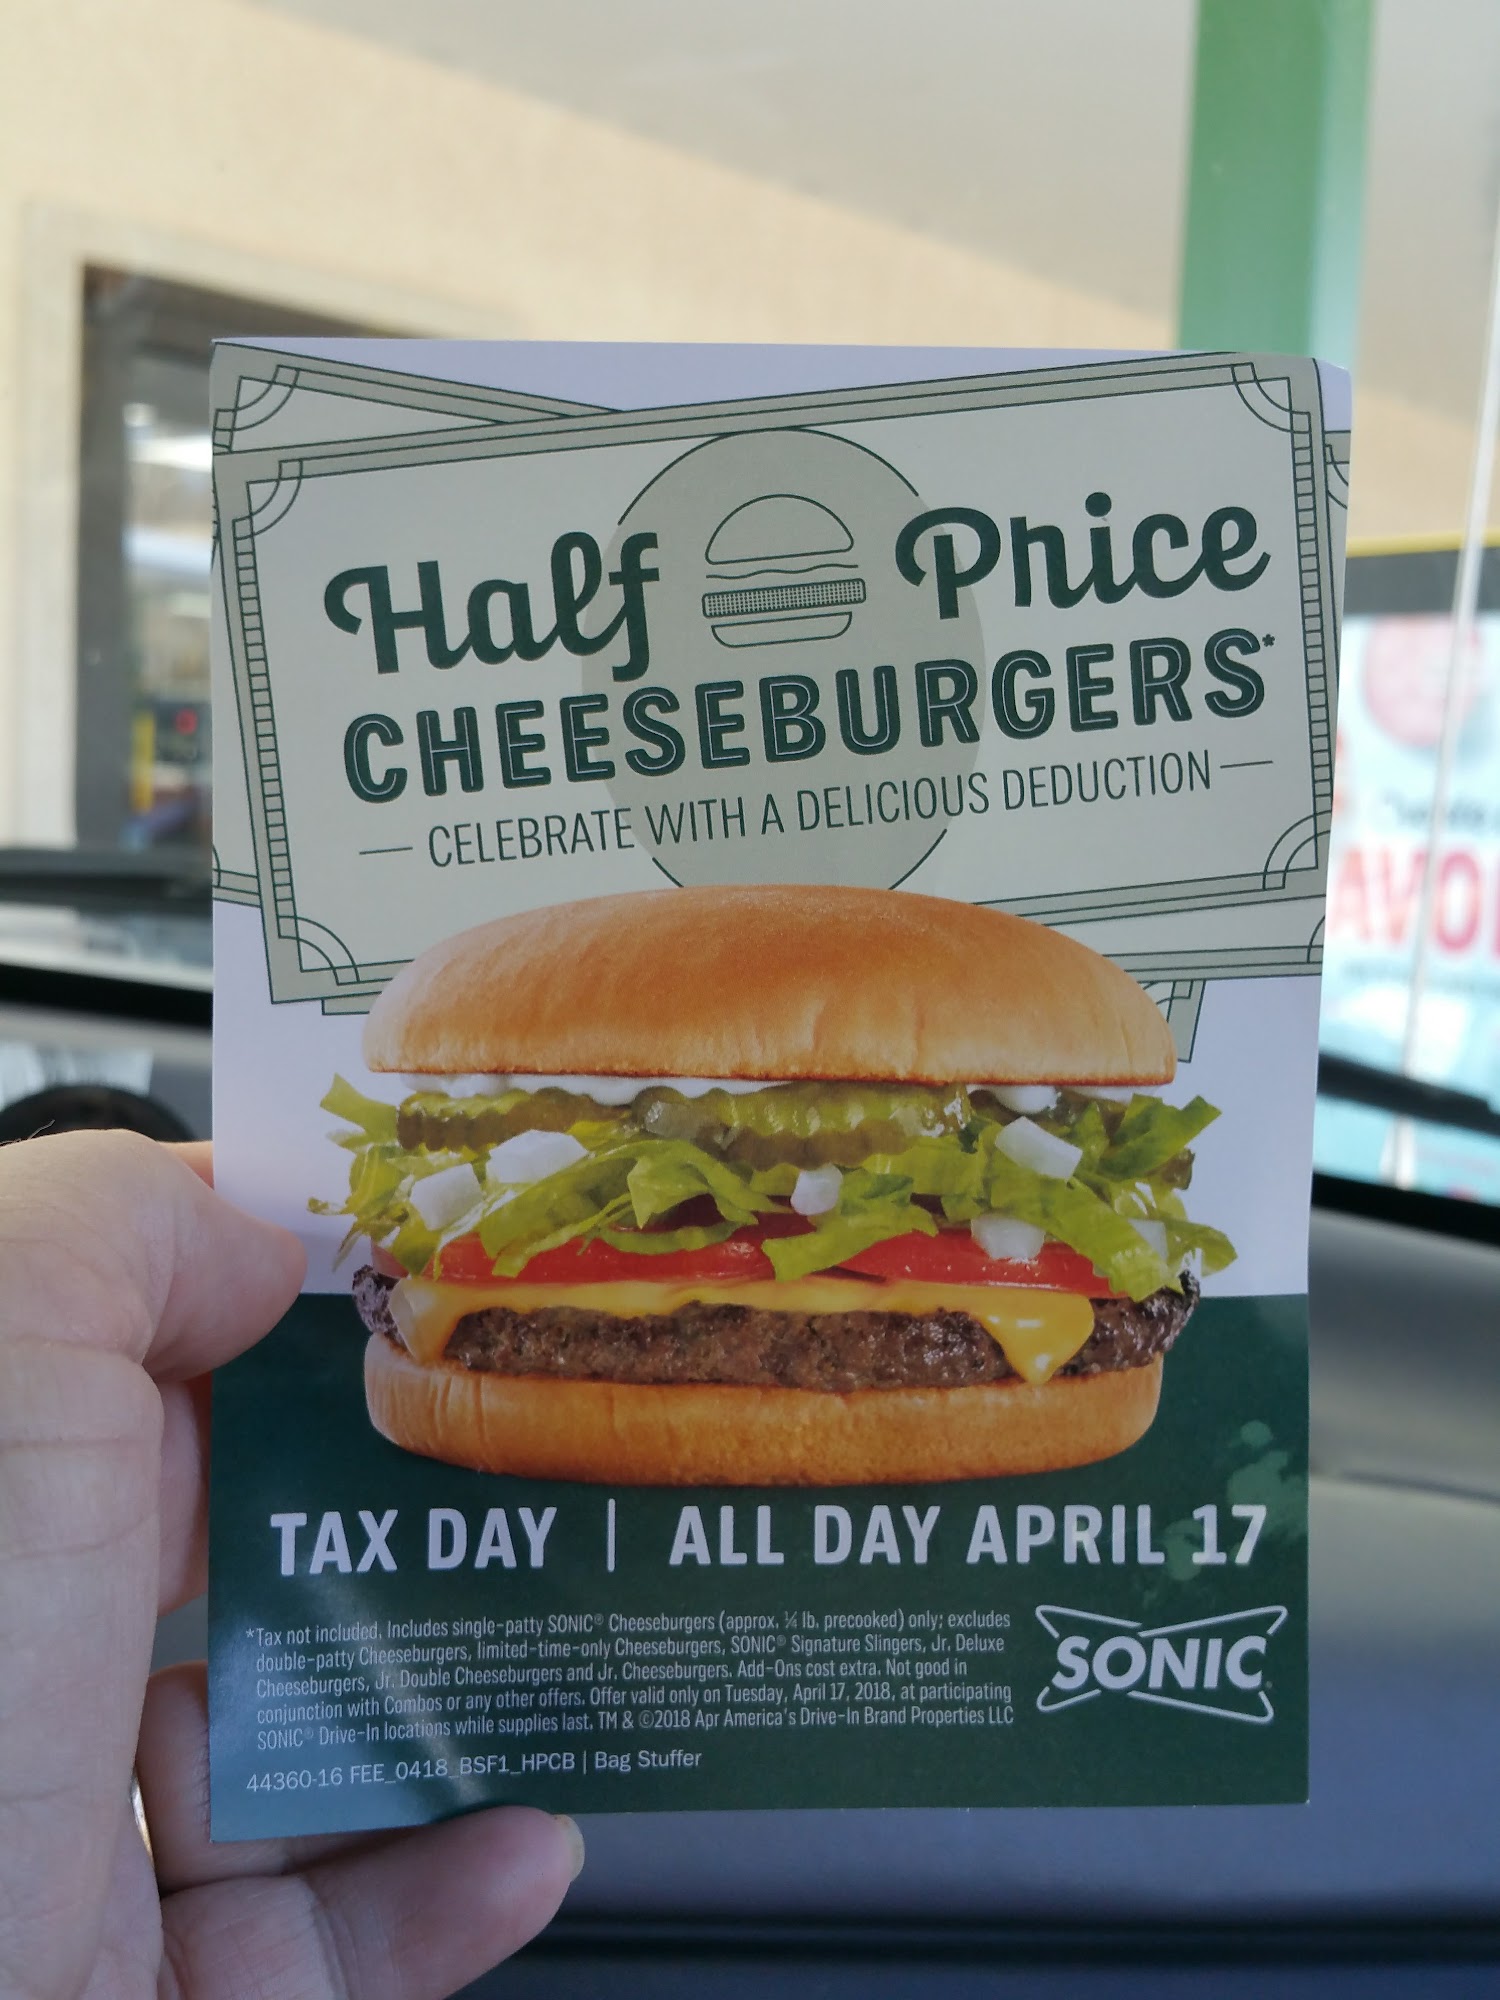 Half Price
CHEESEBURGERS*
— CELEBRATE WITH A DELICIOUS DEDUCTION —
TAX DAY | ALL DAY APRIL 17
*Tax not included. Includes single-patty SONIC® Cheeseburgers (approx. ¼ lb. precooked) only; excludes
double-patty Cheeseburgers, limited-time-only Cheeseburgers, SONIC® Signature Slingers, Jr. Deluxe
Cheeseburgers, Jr. Double Cheeseburgers and Jr. Cheeseburgers. Add-Ons cost extra. Not good in
conjunction with Combos or any other offers. Offer valid only on Tuesday, April 17, 2018, at participating
SONIC® Drive-In locations while supplies last. TM & ©2018 Apr America's Drive-In Brand Properties LLC
44360-16 FEE_0418_BSF1_HPCB | Bag Stuffer
SONIC